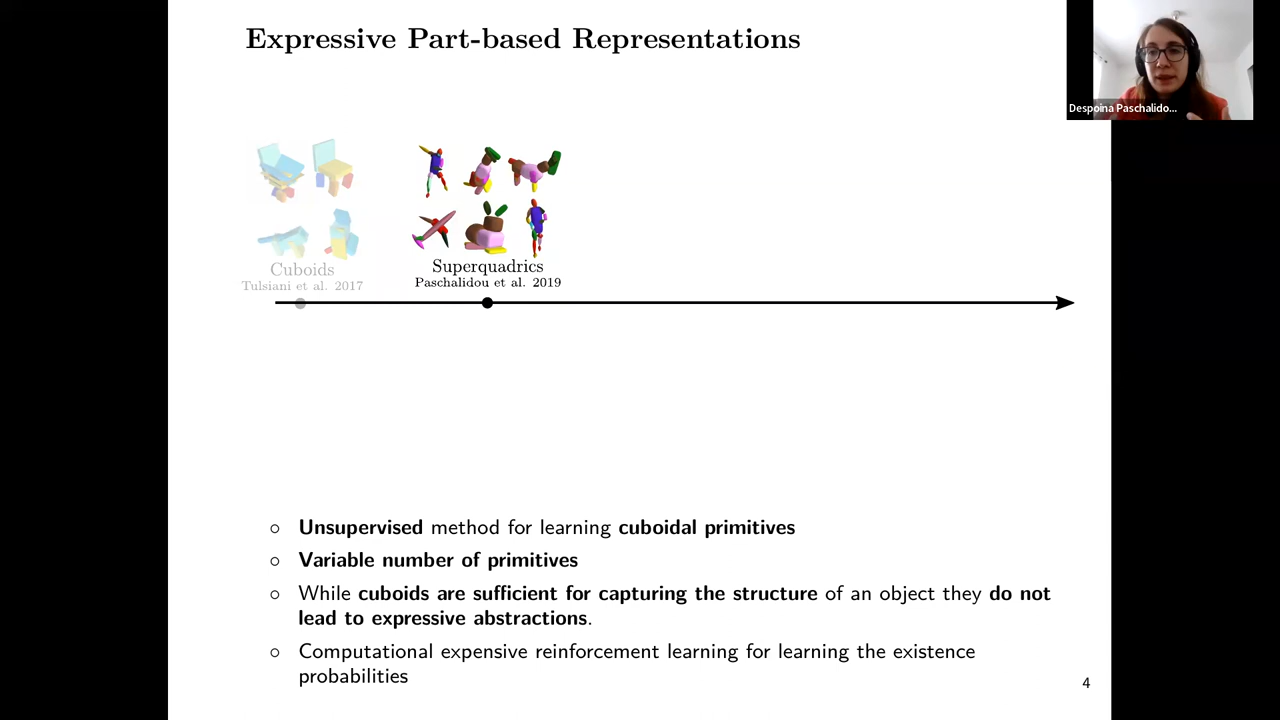 Expressive Part-based Representations
Despoina Paschalido...
Cuboids
Tulsiani et al. 2017
Superquadrics
Paschalidou et al. 2019
○ Unsupervised method for learning cuboidal primitives
○ Variable number of primitives
○ While cuboids are sufficient for capturing the structure of an object they do not
lead to expressive abstractions.
○ Computational expensive reinforcement learning for learning the existence
probabilities
4